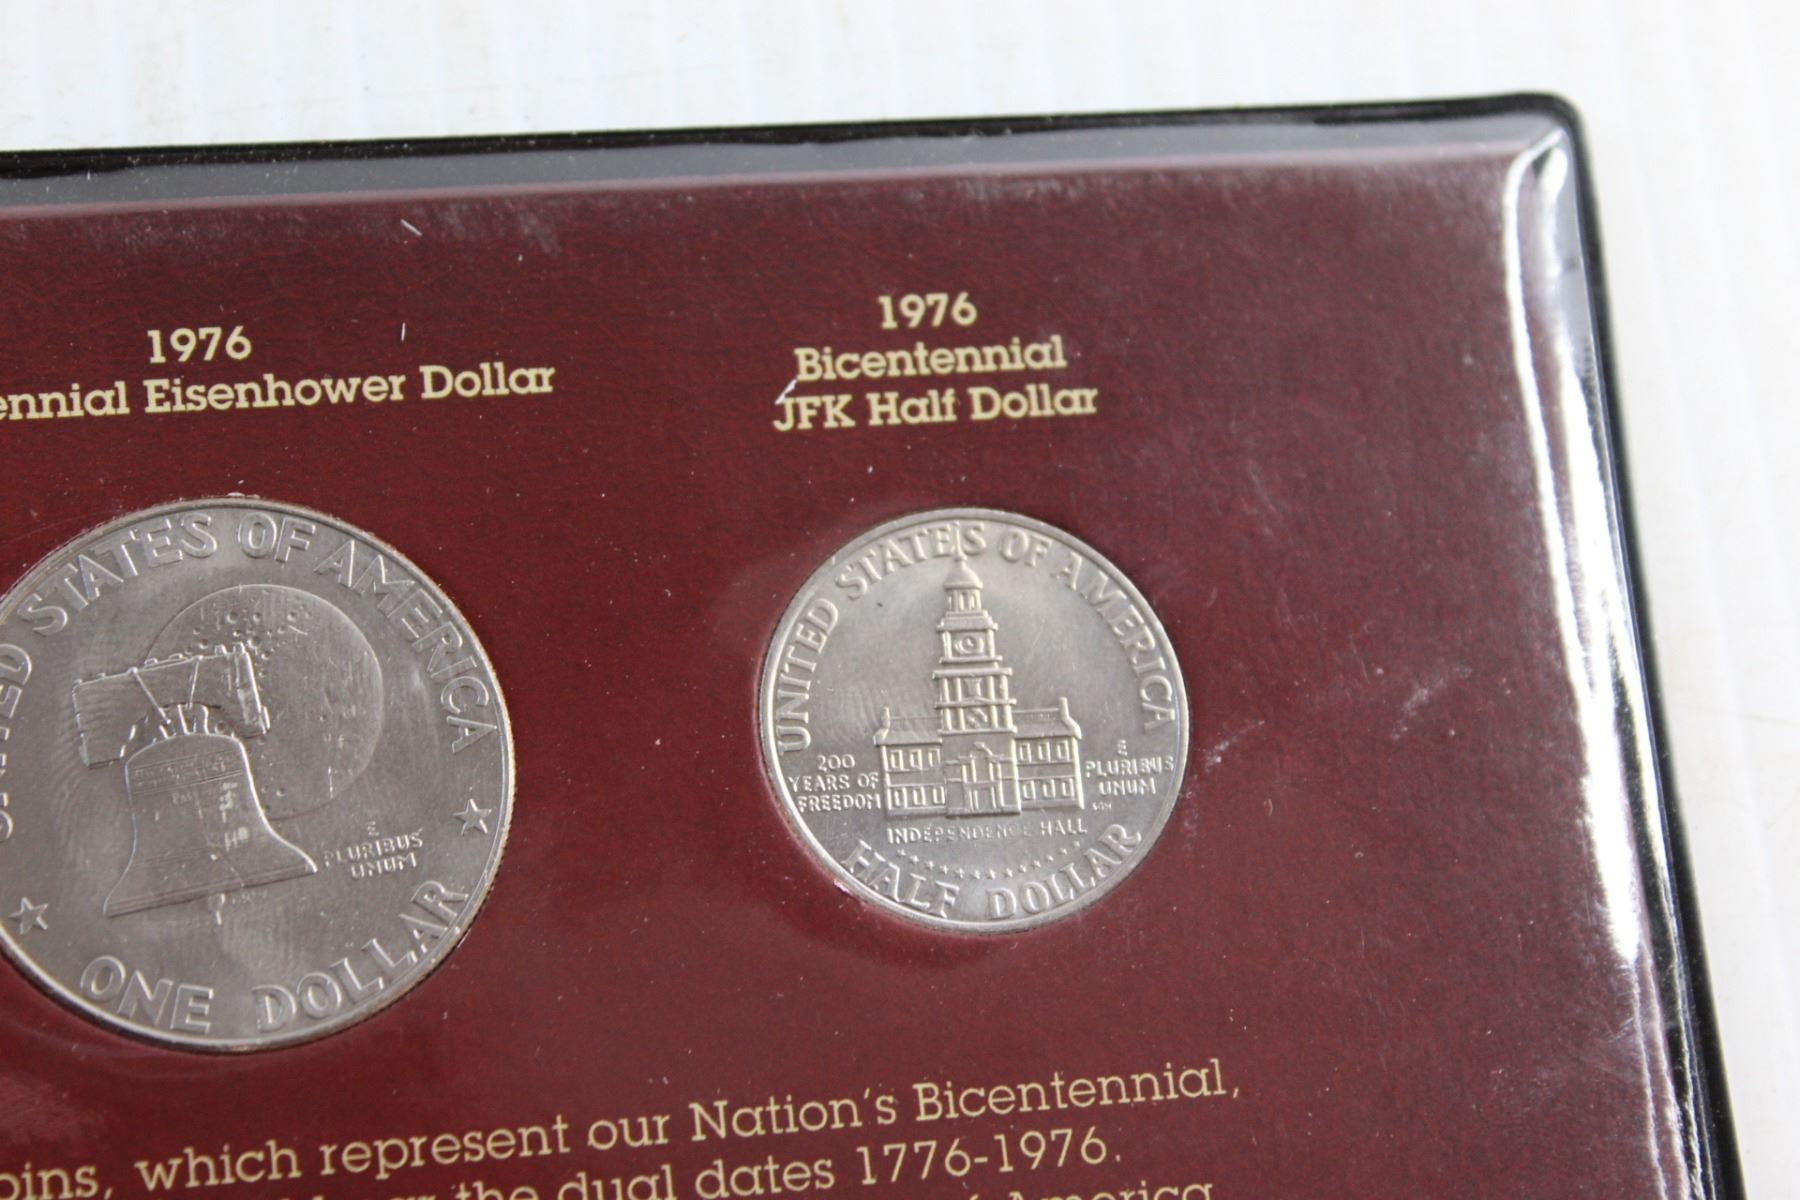 1976
Eisenhower Dollar
1976
Bicentennial
JFK Half Dollar
UNITED STATES OF AMERICA
E
PLURIBUS
UNUM
ONE DOLLAR
UNITED STATES OF AMERICA
200
YEARS OF
FREEDOM
E
PLURIBUS
UNUM
INDEPENDENCE HALL
HALF DOLLAR
which represent our Nation's Bicentennial,
the dual dates 1776-1976.
America